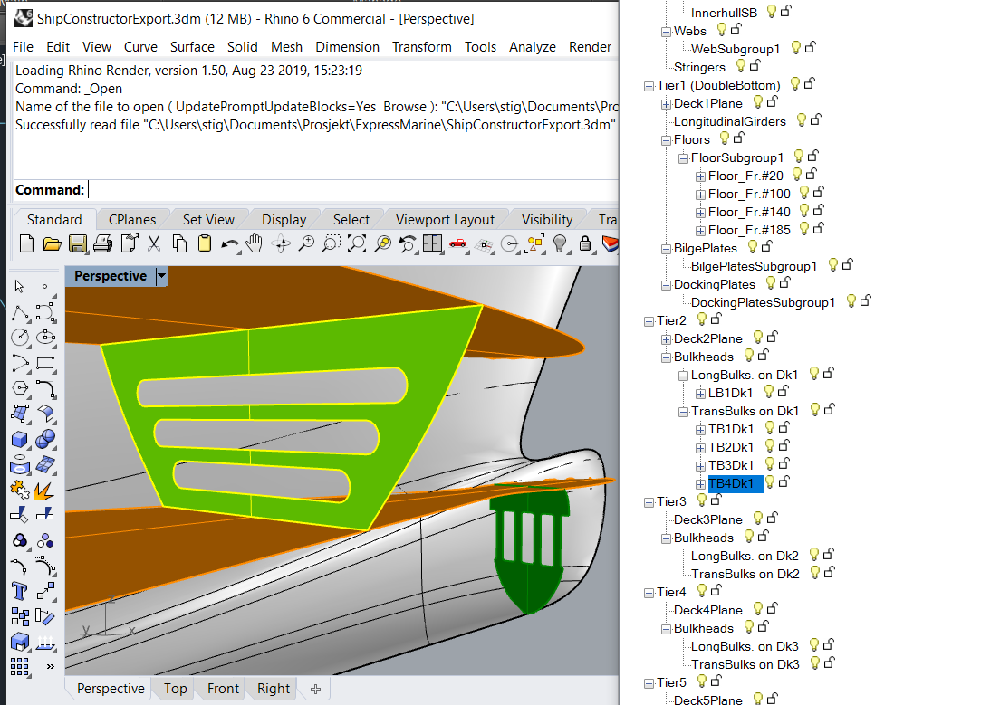 ShipConstructorExport.3dm (12 MB) - Rhino 6 Commercial - [Perspective]
File Edit View Curve Surface Solid Mesh Dimension Transform Tools Analyze Render
Loading Rhino Render, version 1.50, Aug 23 2019, 15:23:19
Command: _Open
Name of the file to open ( UpdatePromptUpdateBlocks=Yes Browse ): "C:\Users\stig\Documents\Pro
Successfully read file "C:\Users\stig\Documents\Prosjekt\ExpressMarine\ShipConstructorExport.3dm"
Command:
Standard CPlanes Set View Display Select Viewport Layout Visibility Tra
Perspective
z
y
x
Perspective Top Front Right
InnerhullSB
Webs
WebSubgroup1
Stringers
Tier1 (DoubleBottom)
Deck1Plane
LongitudinalGirders
Floors
FloorSubgroup1
Floor_Fr.#20
Floor_Fr.#100
Floor_Fr.#140
Floor_Fr.#185
BilgePlates
BilgePlatesSubgroup1
DockingPlates
DockingPlatesSubgroup1
Tier2
Deck2Plane
Bulkheads
LongBulks. on Dk1
LB1Dk1
TransBulks on Dk1
TB1Dk1
TB2Dk1
TB3Dk1
TB4Dk1
Tier3
Deck3Plane
Bulkheads
LongBulks on Dk2
TransBulks on Dk2
Tier4
Deck4Plane
Bulkheads
LongBulks. on Dk3
TransBulks on Dk3
Tier5
Deck5Plane